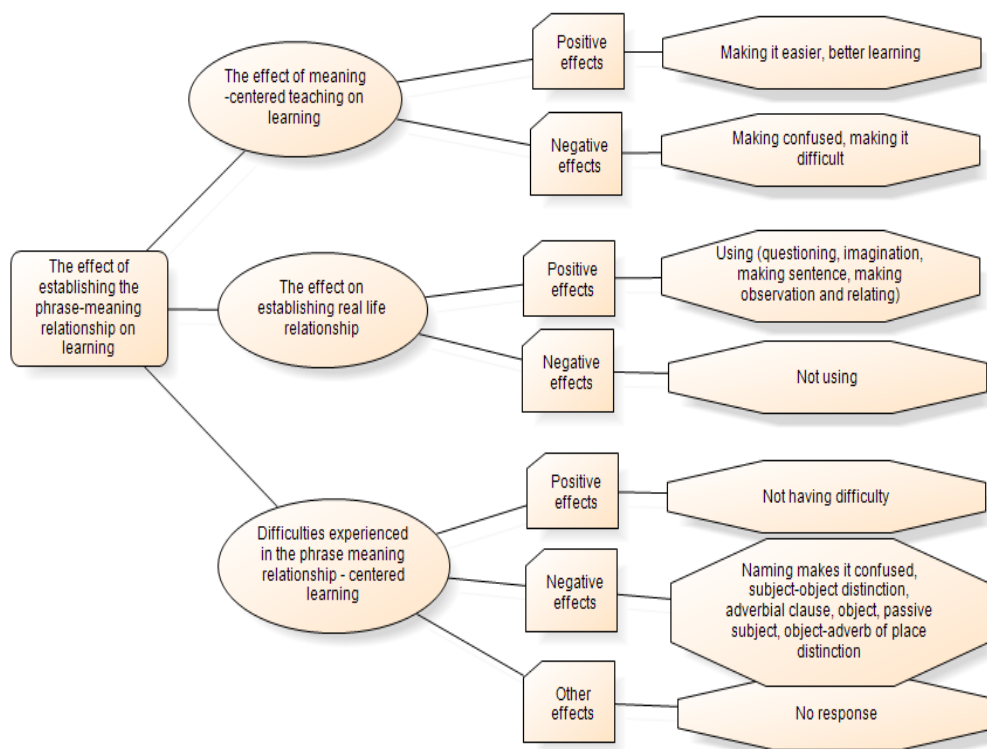 The effect of
establishing the
phrase-meaning
relationship on
learning
The effect of meaning
-centered teaching on
learning
Positive
effects
Making it easier, better learning
Negative
effects
Making confused, making it
difficult
The effect on
establishing real life
relationship
Positive
effects
Using (questioning, imagination,
making sentence, making
observation and relating)
Negative
effects
Not using
Difficulties experienced
in the phrase meaning
relationship - centered
learning
Positive
effects
Not having difficulty
Negative
effects
Naming makes it confused,
subject-object distinction,
adverbial clause, object, passive
subject, object-adverb of place
distinction
Other
effects
No response